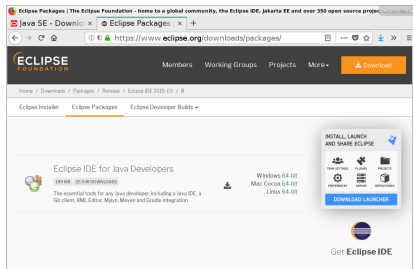 Eclipse Packages | The Eclipse Foundation - home to a global community, the Eclipse IDE, Jakarta EE and over 350 open source projec
Java SE - Downloa × Eclipse Packages × +
https://www.eclipse.org/downloads/packages/
ECLIPSE
FOUNDATION
Members Working Groups Projects More Download
Home / Downloads / Packages / Release / Eclipse IDE 2019-03 / R
Eclipse Installer Eclipse Packages Eclipse Developer Builds
INSTALL, LAUNCH
AND SHARE ECLIPSE
TEAM SETTINGS PLUGINS PROJECTS
PREFERENCES SERVER REPOSITORIES
DOWNLOAD LAUNCHER
Eclipse IDE for Java Developers
DOWNLOADS
The essential tools for any Java developer, including a Java IDE, a
Git client, XML Editor, Mylyn, Maven and Gradle integration
Windows 64-bit
Mac Cocoa 64-bit
Linux 64-bit
Get Eclipse IDE